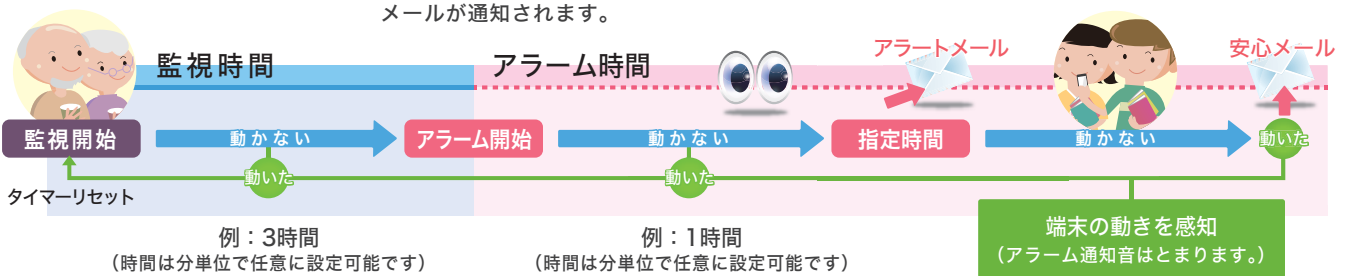 メールが通知されます。
監視時間
アラーム時間
アラートメール
安心メール
監視開始
動かない
アラーム開始
動かない
指定時間
動かない
動いた
動いた
動いた
タイマーリセット
例：3時間
（時間は分単位で任意に設定可能です）
例：1時間
（時間は分単位で任意に設定可能です）
端末の動きを感知
（アラーム通知音はとまります。）